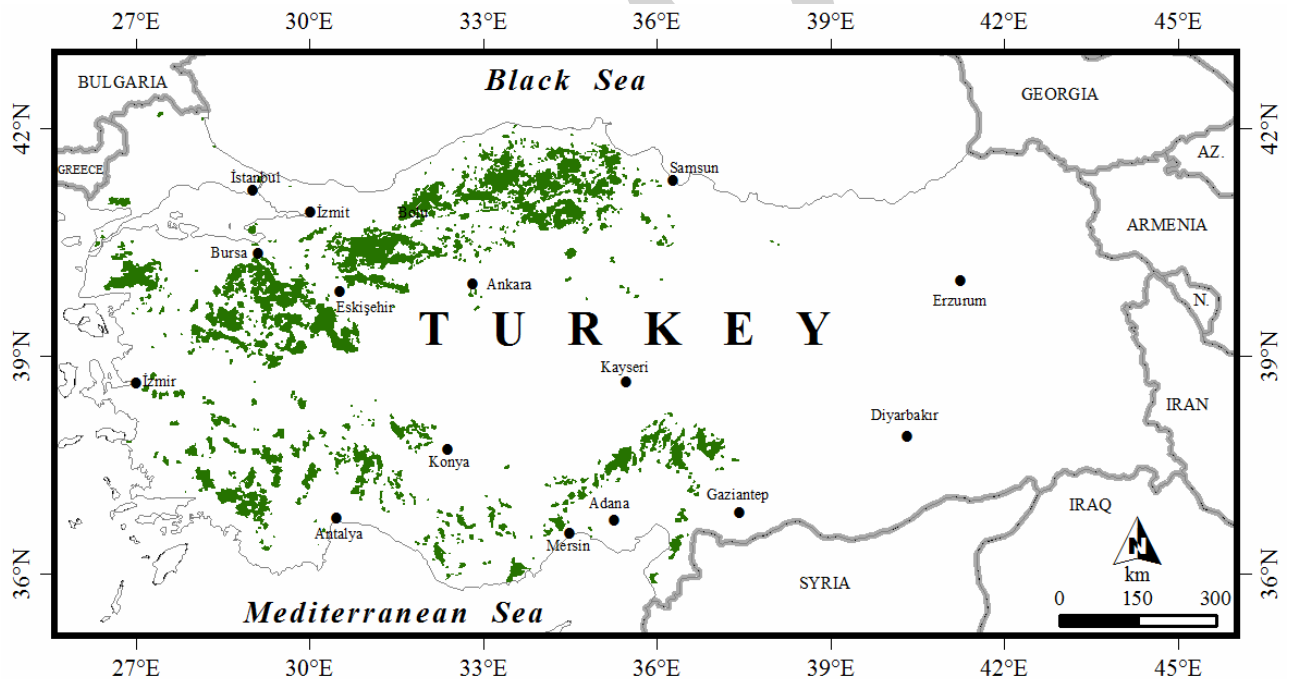 27°E 30°E 33°E 36°E 39°E 42°E 45°E
Black Sea
BULGARIA
GEORGIA
42°N
42°N
AZ.
GREECE
İstanbul
Samsun
İzmit
Bolu
ARMENIA
Bursa
Ankara
Eskişehir
Erzurum
N.
TURKEY
39°N
39°N
Kayseri
İzmir
IRAN
Diyarbakır
Konya
Gaziantep
Adana
IRAQ
Antalya
Mersin
N
36°N
36°N
SYRIA
km
0 150 300
Mediterranean Sea
27°E 30°E 33°E 36°E 39°E 42°E 45°E